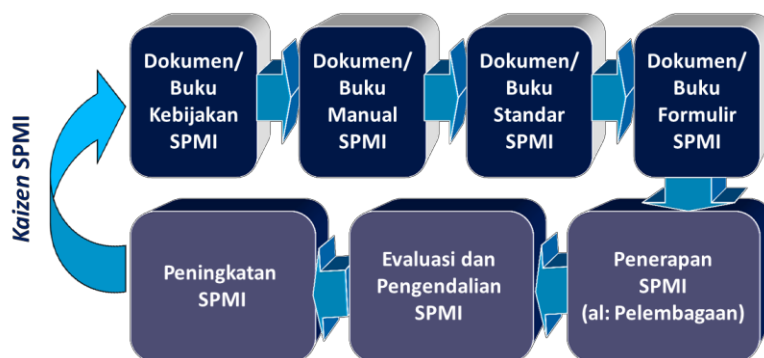 Dokumen/
Buku
Kebijakan
SPMI
Dokumen/
Buku
Manual
SPMI
Dokumen/
Buku
Standar
SPMI
Dokumen/
Buku
Formulir
SPMI
Kaizen SPMI
Peningkatan
SPMI
Evaluasi dan
Pengendalian
SPMI
Penerapan
SPMI
(al: Pelembagaan)